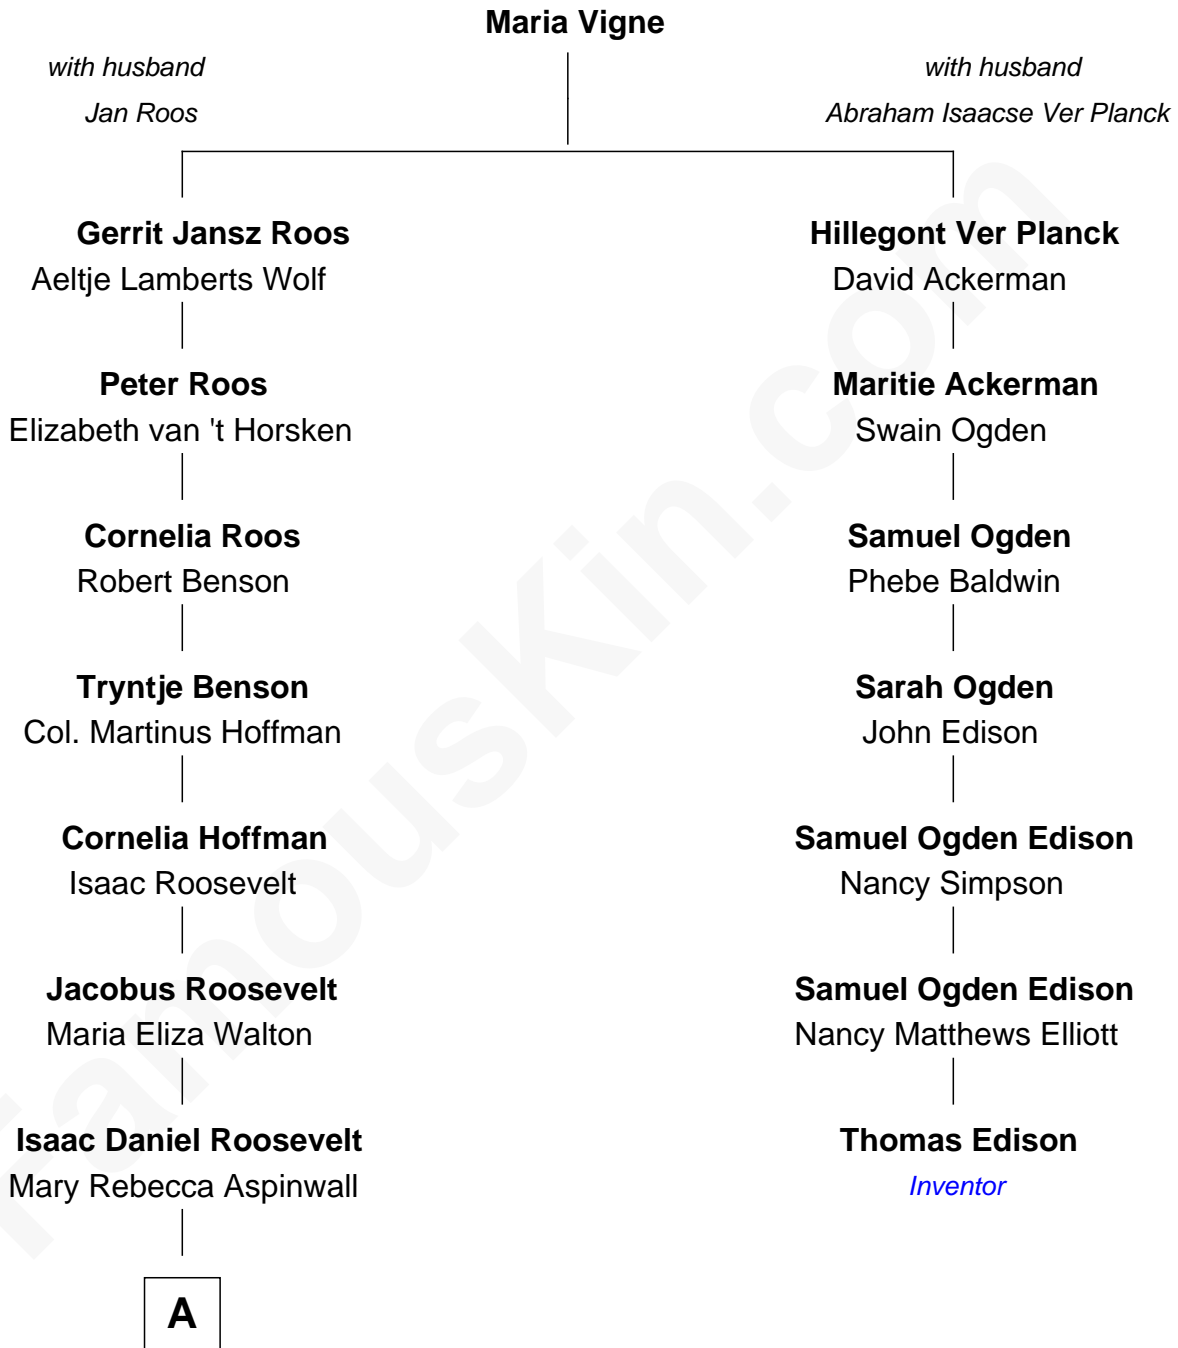 Maria Vigne
with husband
Jan Roos
with husband
Abraham Isaacse Ver Planck
Gerrit Jansz Roos
Aeltje Lamberts Wolf
Hillegont Ver Planck
David Ackerman
Peter Roos
Elizabeth van 't Horsken
Maritie Ackerman
Swain Ogden
Cornelia Roos
Robert Benson
Samuel Ogden
Phebe Baldwin
Tryntje Benson
Col. Martinus Hoffman
Sarah Ogden
John Edison
Cornelia Hoffman
Isaac Roosevelt
Samuel Ogden Edison
Nancy Simpson
Jacobus Roosevelt
Maria Eliza Walton
Samuel Ogden Edison
Nancy Matthews Elliott
Isaac Daniel Roosevelt
Mary Rebecca Aspinwall
Thomas Edison
Inventor
A
FamousKin.com